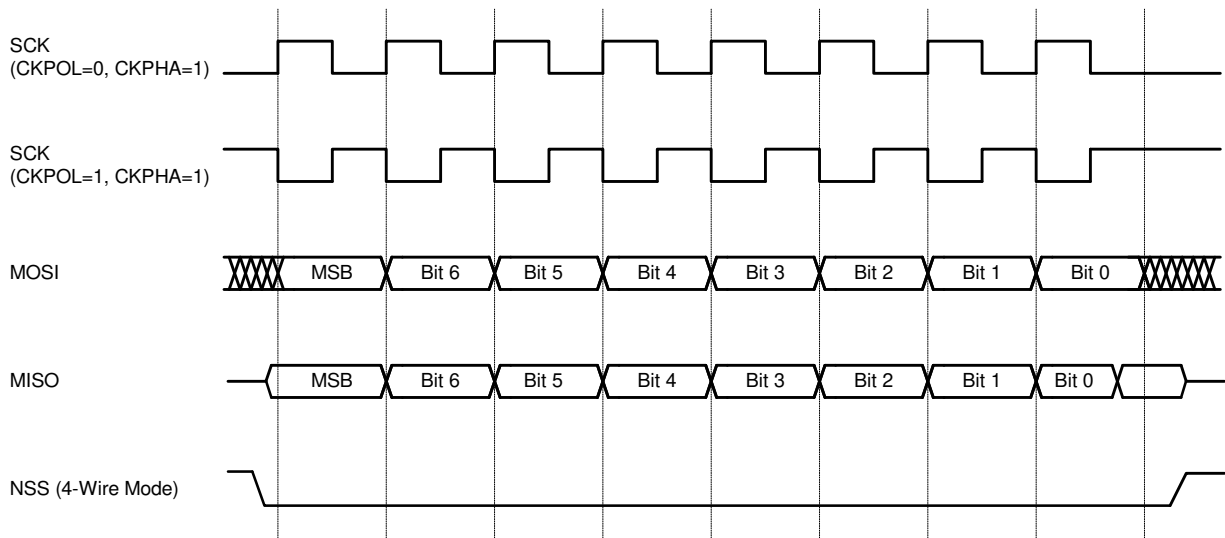 SCK
(CKPOL=0, CKPHA=1)
SCK
(CKPOL=1, CKPHA=1)
MOSI
MSB Bit 6 Bit 5 Bit 4 Bit 3 Bit 2 Bit 1 Bit 0
MISO
MSB Bit 6 Bit 5 Bit 4 Bit 3 Bit 2 Bit 1 Bit 0
NSS (4-Wire Mode)